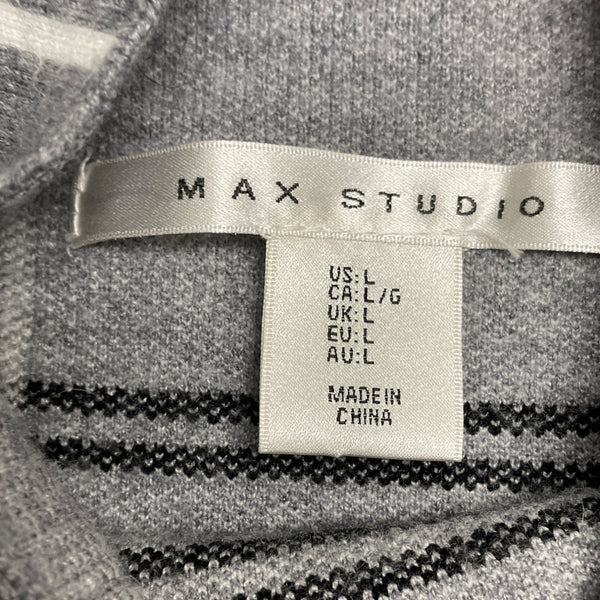 MAX STUDIO
US:L
CA:L/G
UK:L
EU:L
AU:L
MADE IN
CHINA